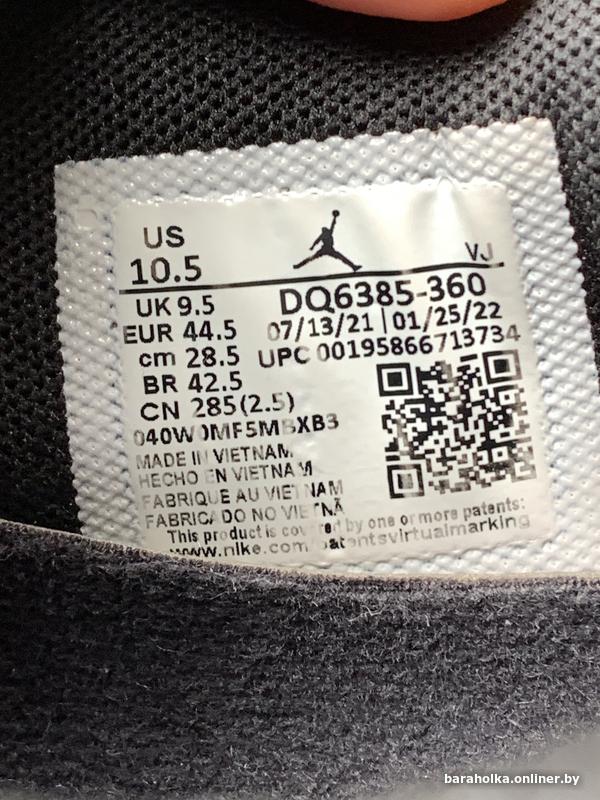 US
10.5
VJ
UK 9.5
DQ6385-360
EUR 44.5
07/13/21 | 01/25/22
cm 28.5
UPC 00195866713734
BR 42.5
CN 285(2.5)
MADE IN VIETNAM
HECHO EN VIETNAM
FABRIQUE AU VIETNAM
FABRICADO NO VIETNÃ
This product is covered by one or more patents:
www.nike.com/patentsvirtualmarking
baraholka.onliner.by